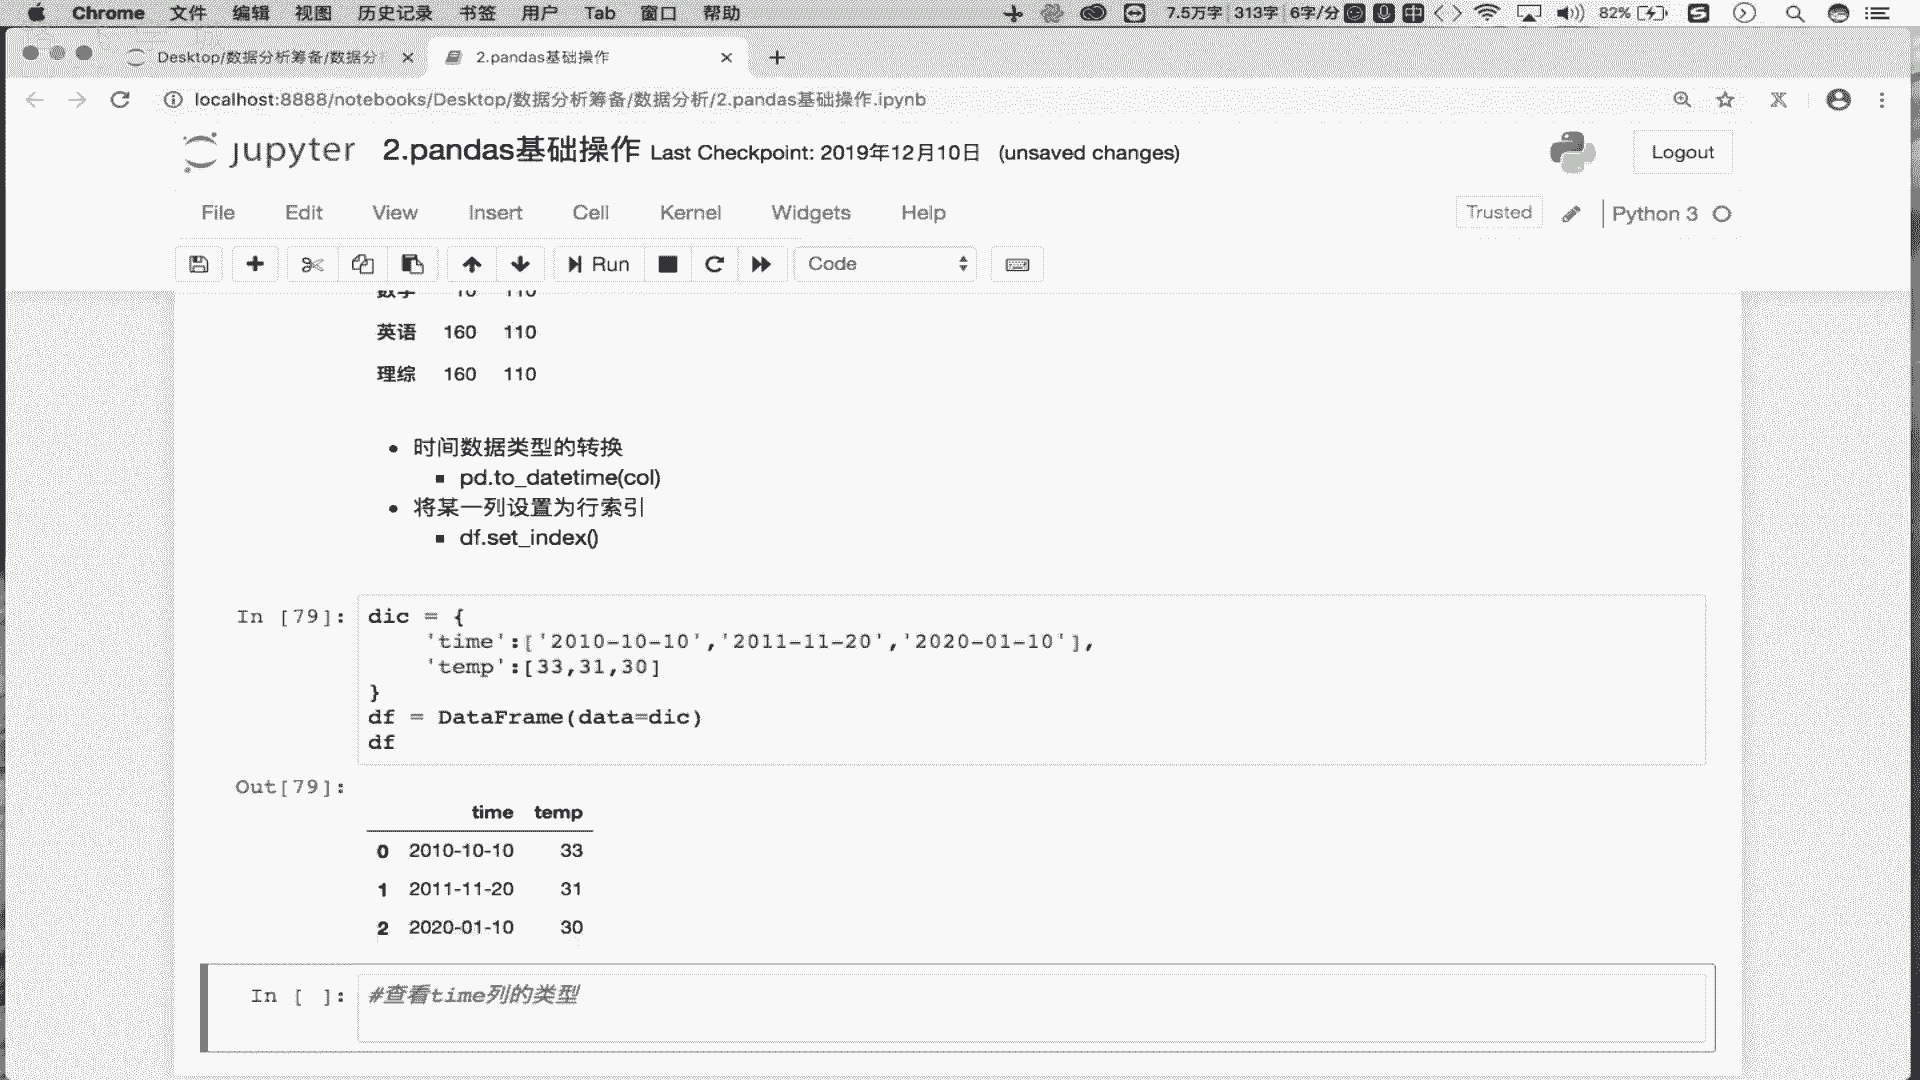 Chrome 文件 编辑 视图 历史记录 书签 用户 Tab 窗口 帮助 7.5万字 313字 6字/分 中 82%
Desktop/数据分析筹备/数据分 2.pandas基础操作
localhost:8888/notebooks/Desktop/数据分析筹备/数据分析/2.pandas基础操作.ipynb
jupyter 2.pandas基础操作 Last Checkpoint: 2019年12月10日 (unsaved changes) Logout
File Edit View Insert Cell Kernel Widgets Help Trusted Python 3
Run Code
数学 10 110
英语 160 110
理综 160 110
时间数据类型的转换
pd.to_datetime(col)
将某一列设置为行索引
df.set_index()
In [79]: dic = {
'time':['2010-10-10','2011-11-20','2020-01-10'],
'temp':[33,31,30]
}
df = DataFrame(data=dic)
df
Out[79]:
time temp
0 2010-10-10 33
1 2011-11-20 31
2 2020-01-10 30
In [ ]: #查看time列的类型